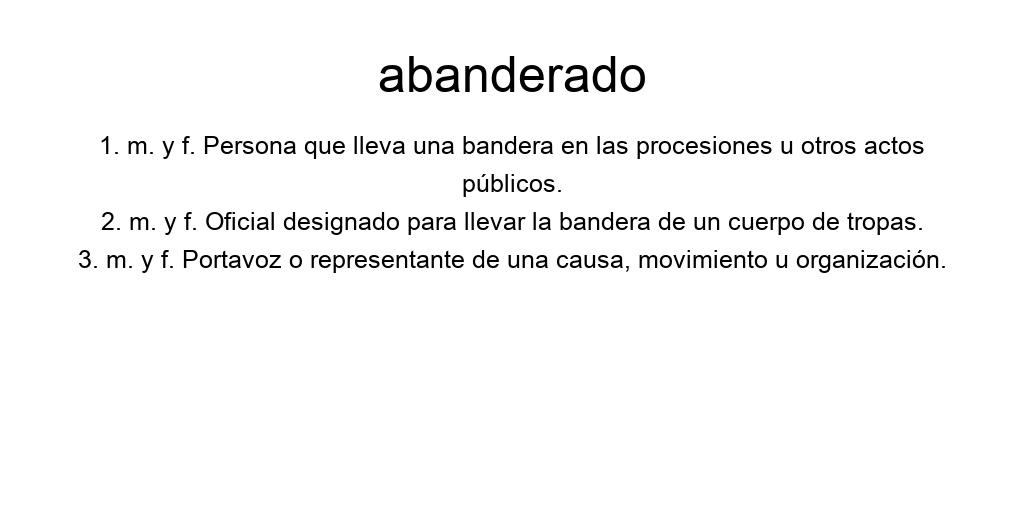 abanderado
1. m. y f. Persona que lleva una bandera en las procesiones u otros actos
públicos.
2. m. y f. Oficial designado para llevar la bandera de un cuerpo de tropas.
3. m. y f. Portavoz o representante de una causa, movimiento u organización.